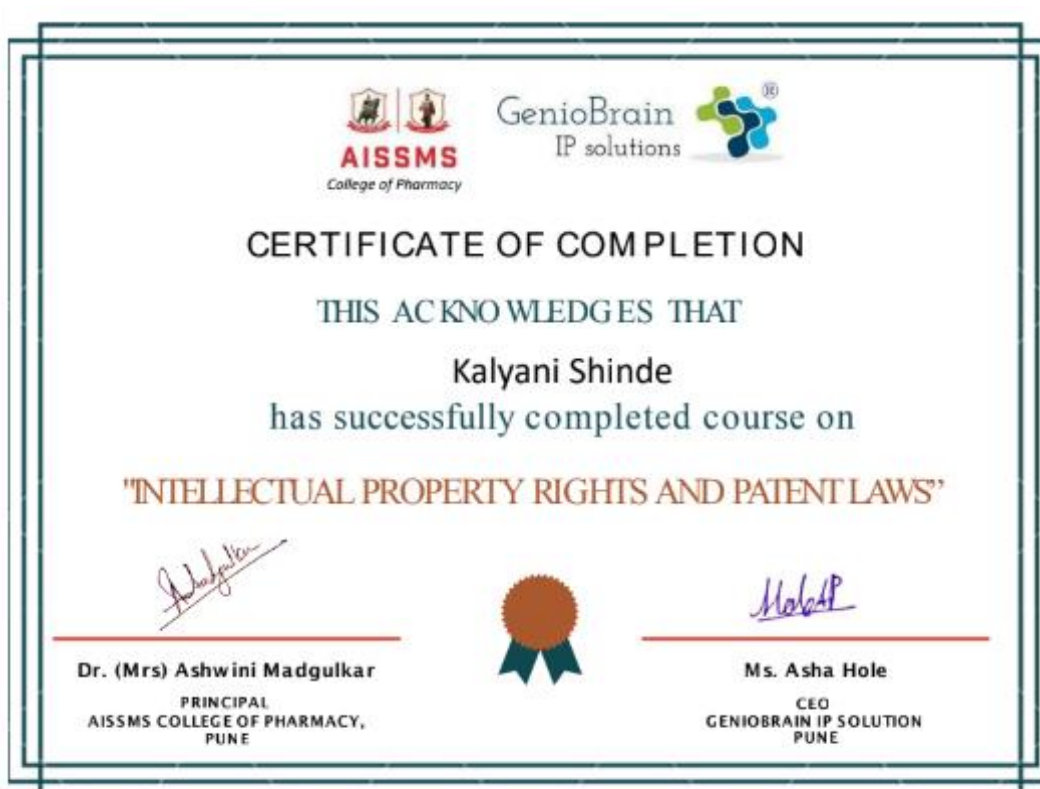 AISSMS
College of Pharmacy
GenioBrain ®
IP solutions
CERTIFICATE OF COMPLETION
THIS ACKNOWLEDGES THAT
Kalyani Shinde
has successfully completed course on
"INTELLECTUAL PROPERTY RIGHTS AND PATENT LAWS”
Dr. (Mrs) Ashwini Madgulkar
PRINCIPAL
AISSMS COLLEGE OF PHARMACY,
PUNE
Ms. Asha Hole
CEO
GENIOBRAIN IP SOLUTION
PUNE